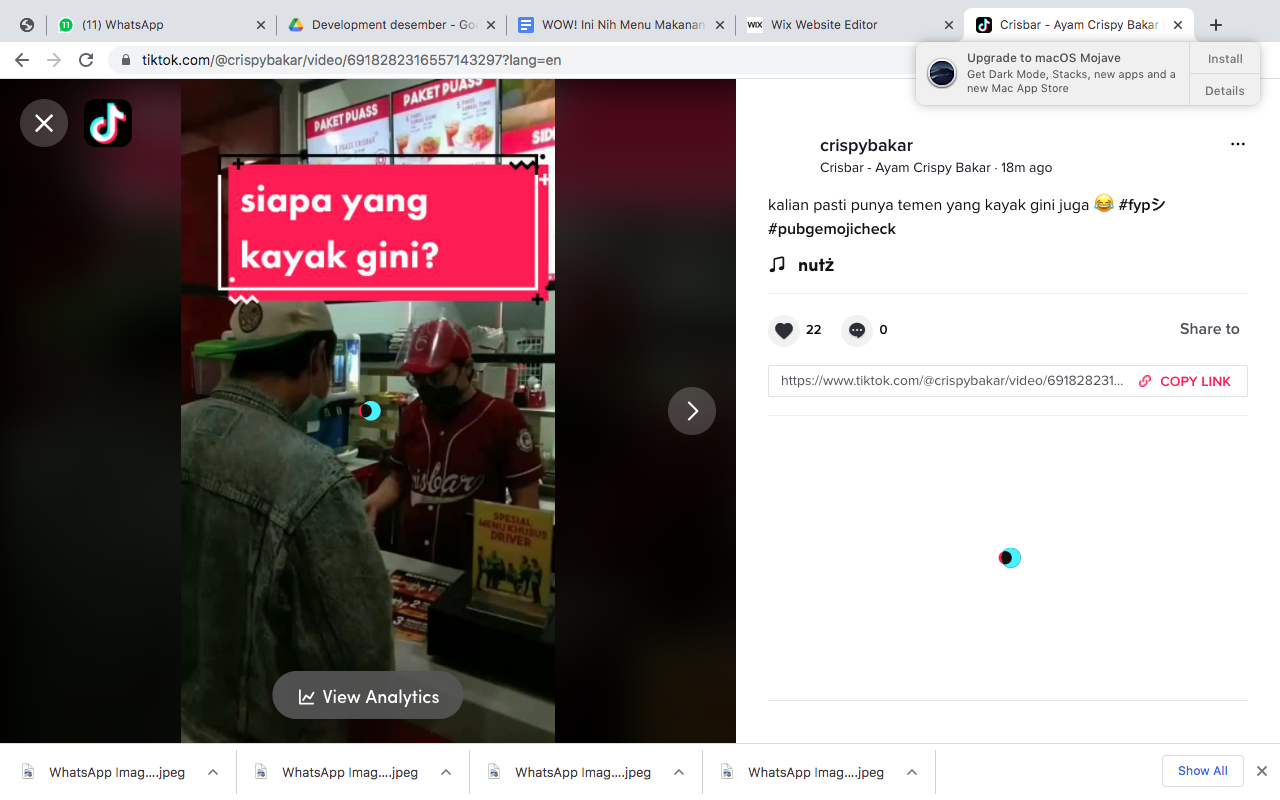 (11) WhatsApp
Development desember - Goo
WOW! Ini Nih Menu Makanan
Wix Website Editor
Crisbar - Ayam Crispy Bakar
tiktok.com/@crispybakar/video/6918282316557143297?lang=en
Upgrade to macOS Mojave
Get Dark Mode, Stacks, new apps and a
new Mac App Store
Install
Details
PAKET PUASS
PAKET PUASS
SID
siapa yang
kayak gini?
crisbar
SPESIAL
MENU KHUSUS
DRIVER
View Analytics
crispybakar
Crisbar - Ayam Crispy Bakar · 18m ago
kalian pasti punya temen yang kayak gini juga 😂 #fypシ
#pubgemojicheck
nutż
22
0
Share to
https://www.tiktok.com/@crispybakar/video/691828231...
COPY LINK
WhatsApp Imag....jpeg
WhatsApp Imag....jpeg
WhatsApp Imag....jpeg
WhatsApp Imag....jpeg
Show All